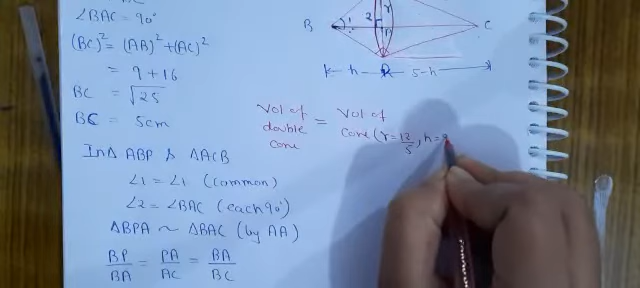 ∠BAC = 90°
(BC)² = (AB)² + (AC)²
= 9 + 16
BC = √25
BC = 5cm
B
1
2
r
r
C
h
5-h
Vol of double cone = Vol of cone (r = 12/5, h =
In Δ ABP & ΔACB
∠1 = ∠1 (common)
∠2 = ∠BAC (each 90°)
ΔBPA ~ ΔBAC (by AA)
BP/BA = PA/AC = BA/BC